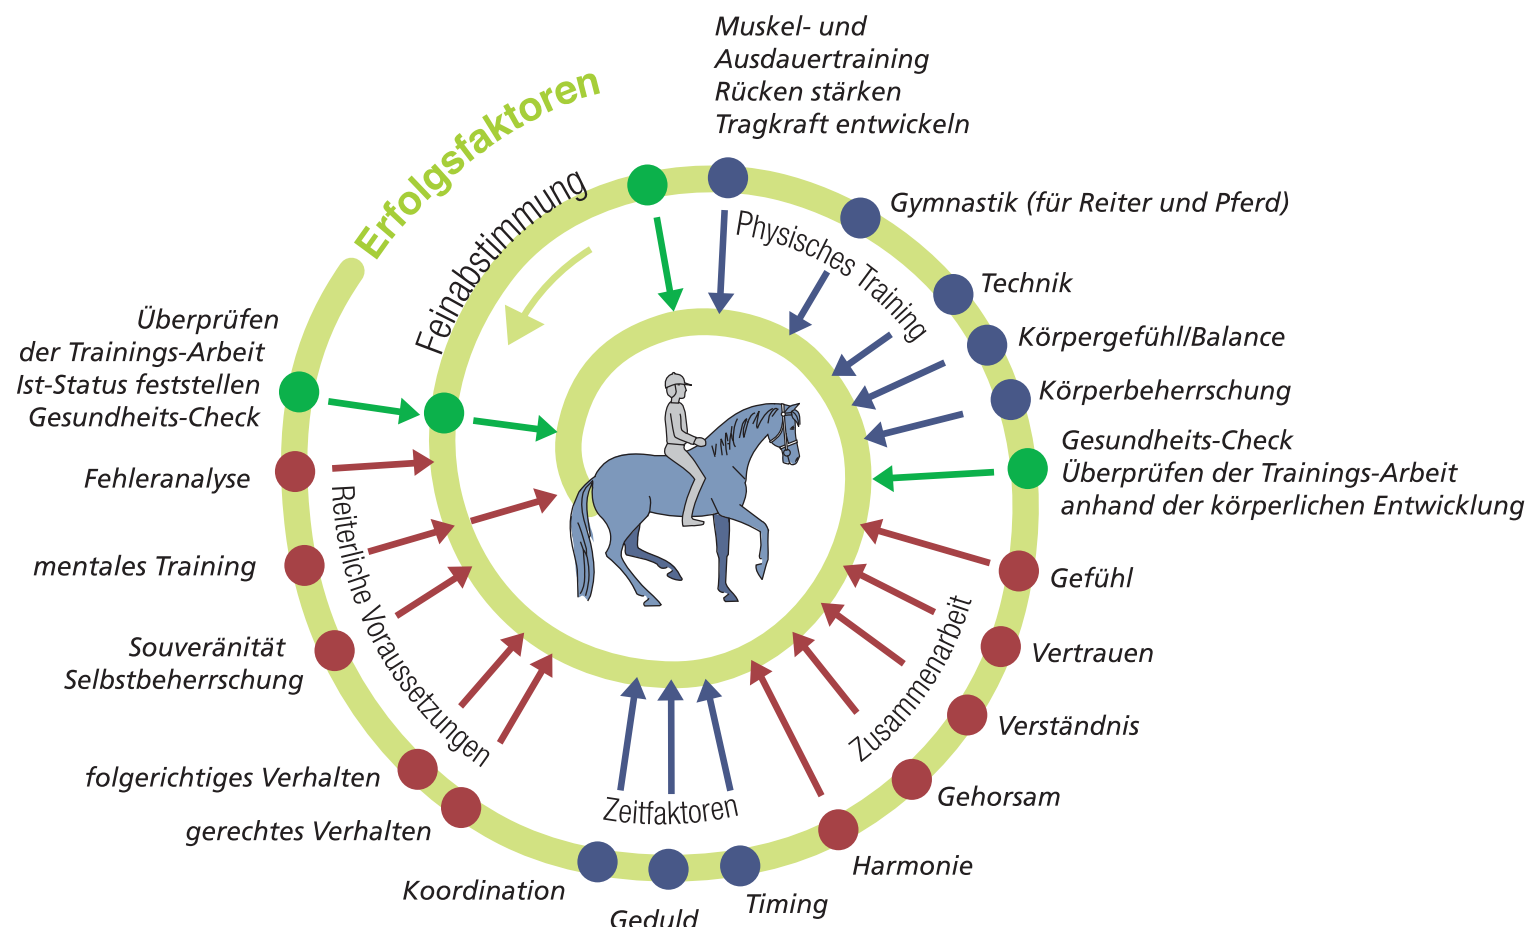 Erfolgsfaktoren
Feinabstimmung
Muskel- und
Ausdauertraining
Rücken stärken
Tragkraft entwickeln
Physisches Training
Gymnastik (für Reiter und Pferd)
Technik
Körpergefühl/Balance
Körperbeherrschung
Gesundheits-Check
Überprüfen der Trainings-Arbeit
anhand der körperlichen Entwicklung
Zusammenarbeit
Gefühl
Vertrauen
Verständnis
Gehorsam
Harmonie
Zeitfaktoren
Timing
Geduld
Koordination
Reiterliche Voraussetzungen
gerechtes Verhalten
folgerichtiges Verhalten
Souveränität
Selbstbeherrschung
mentales Training
Fehleranalyse
Überprüfen
der Trainings-Arbeit
Ist-Status feststellen
Gesundheits-Check